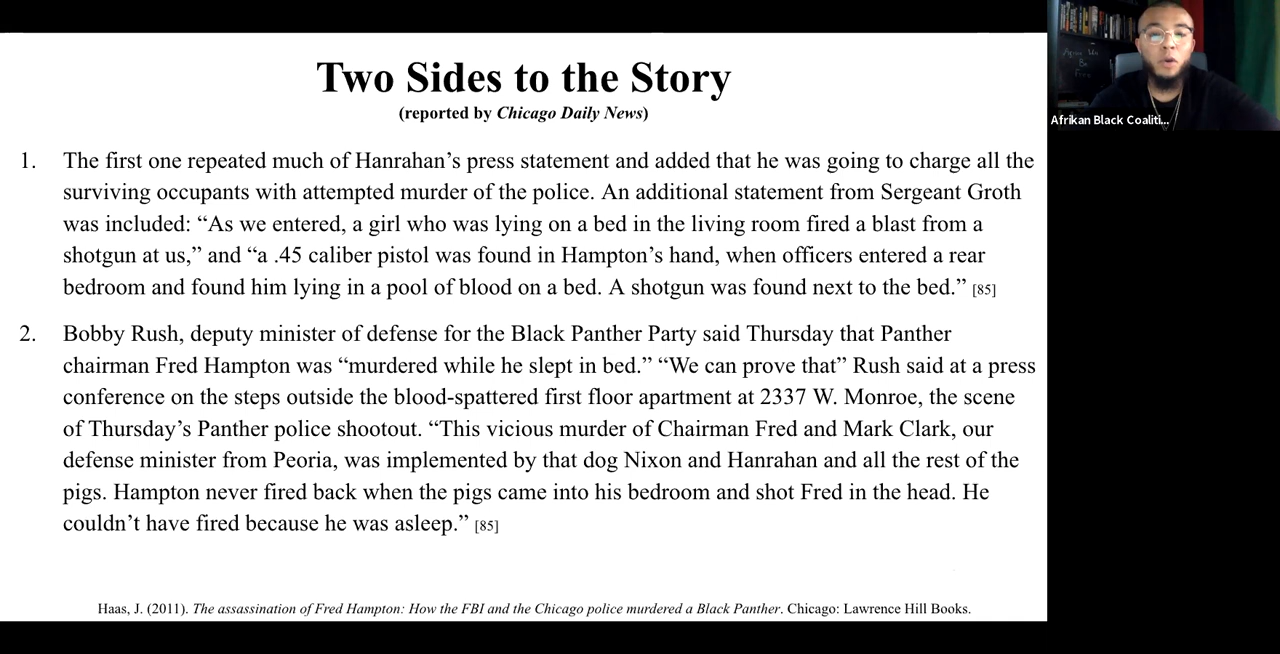 Two Sides to the Story
(reported by Chicago Daily News)
1. The first one repeated much of Hanrahan’s press statement and added that he was going to charge all the
surviving occupants with attempted murder of the police. An additional statement from Sergeant Groth
was included: “As we entered, a girl who was lying on a bed in the living room fired a blast from a
shotgun at us,” and “a .45 caliber pistol was found in Hampton’s hand, when officers entered a rear
bedroom and found him lying in a pool of blood on a bed. A shotgun was found next to the bed.” [85]
2. Bobby Rush, deputy minister of defense for the Black Panther Party said Thursday that Panther
chairman Fred Hampton was “murdered while he slept in bed.” “We can prove that” Rush said at a press
conference on the steps outside the blood-spattered first floor apartment at 2337 W. Monroe, the scene
of Thursday’s Panther police shootout. “This vicious murder of Chairman Fred and Mark Clark, our
defense minister from Peoria, was implemented by that dog Nixon and Hanrahan and all the rest of the
pigs. Hampton never fired back when the pigs came into his bedroom and shot Fred in the head. He
couldn’t have fired because he was asleep.” [85]
Haas, J. (2011). The assassination of Fred Hampton: How the FBI and the Chicago police murdered a Black Panther. Chicago: Lawrence Hill Books.
Afrikan Black Coaliti...